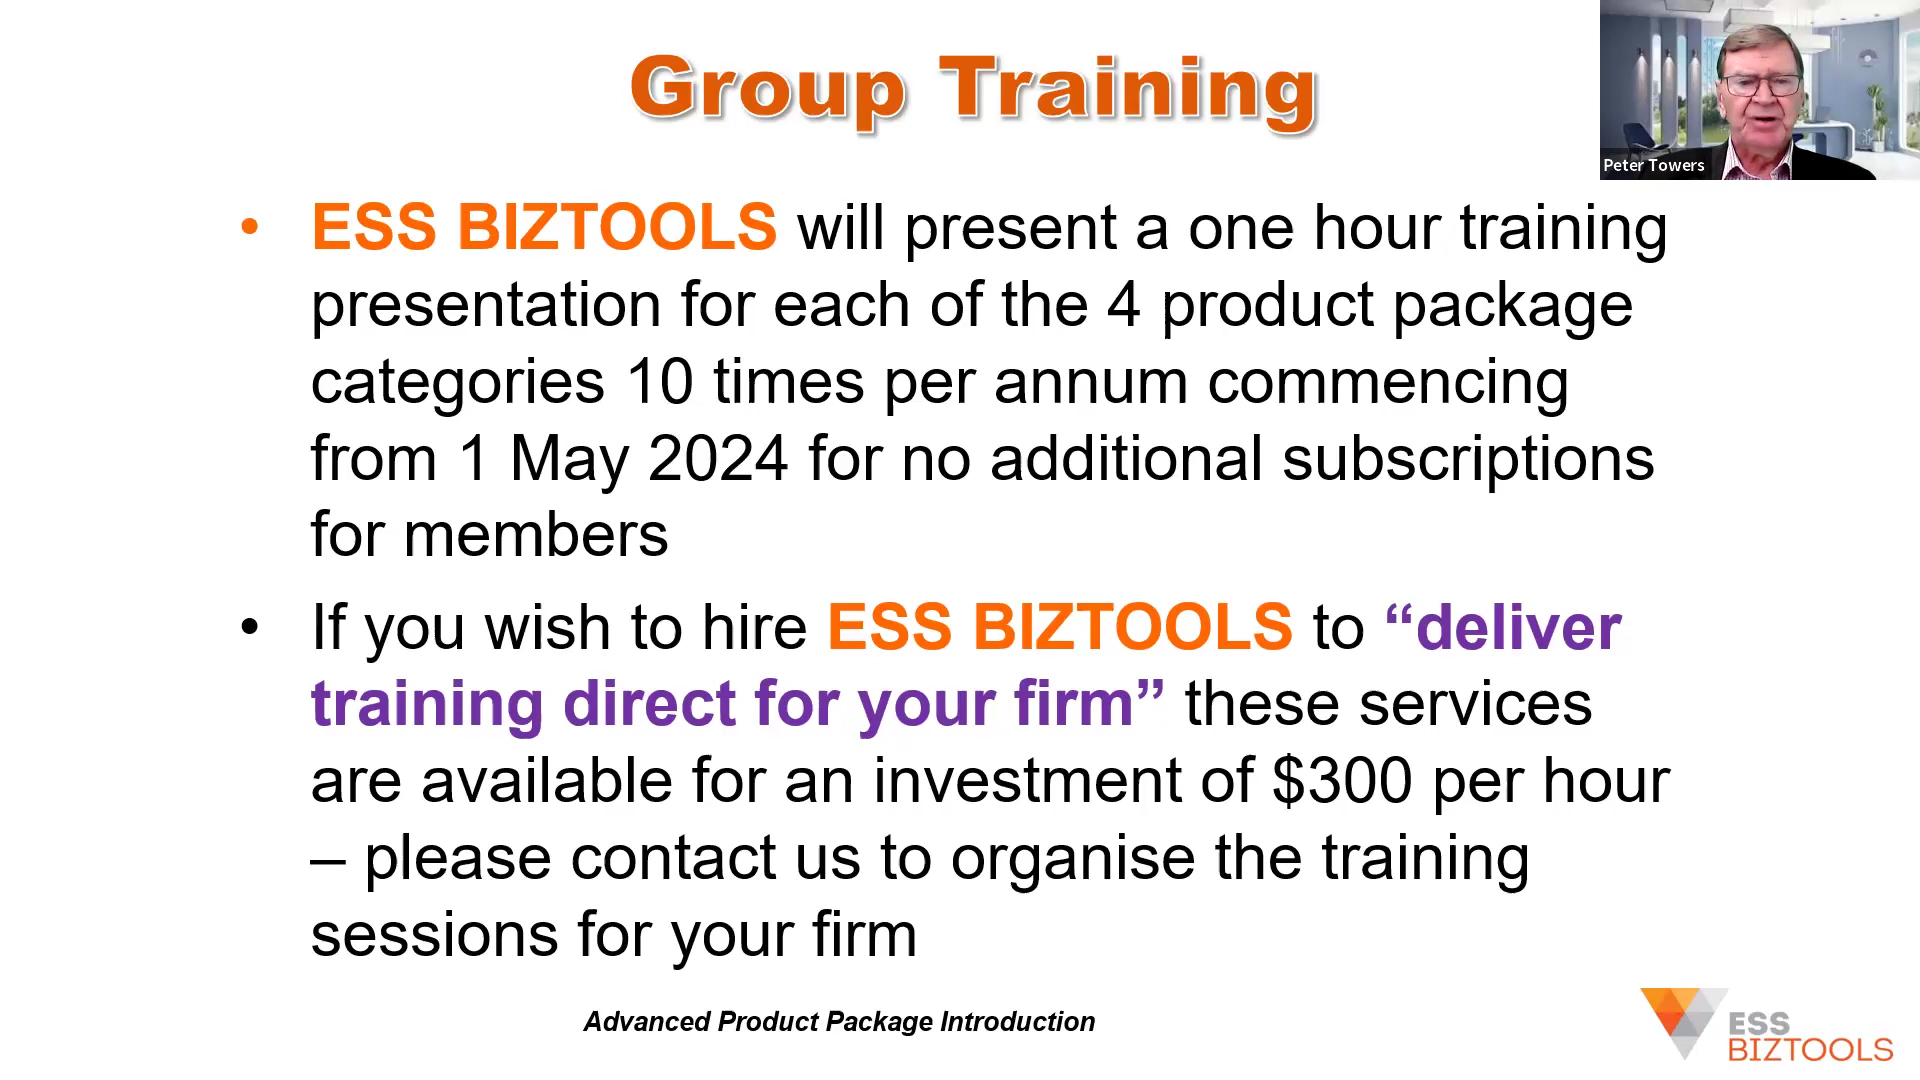 Group Training
Peter Towers
• ESS BIZTOOLS will present a one hour training
presentation for each of the 4 product package
categories 10 times per annum commencing
from 1 May 2024 for no additional subscriptions
for members
• If you wish to hire ESS BIZTOOLS to “deliver
training direct for your firm” these services
are available for an investment of $300 per hour
– please contact us to organise the training
sessions for your firm
Advanced Product Package Introduction
ESS
BIZTOOLS